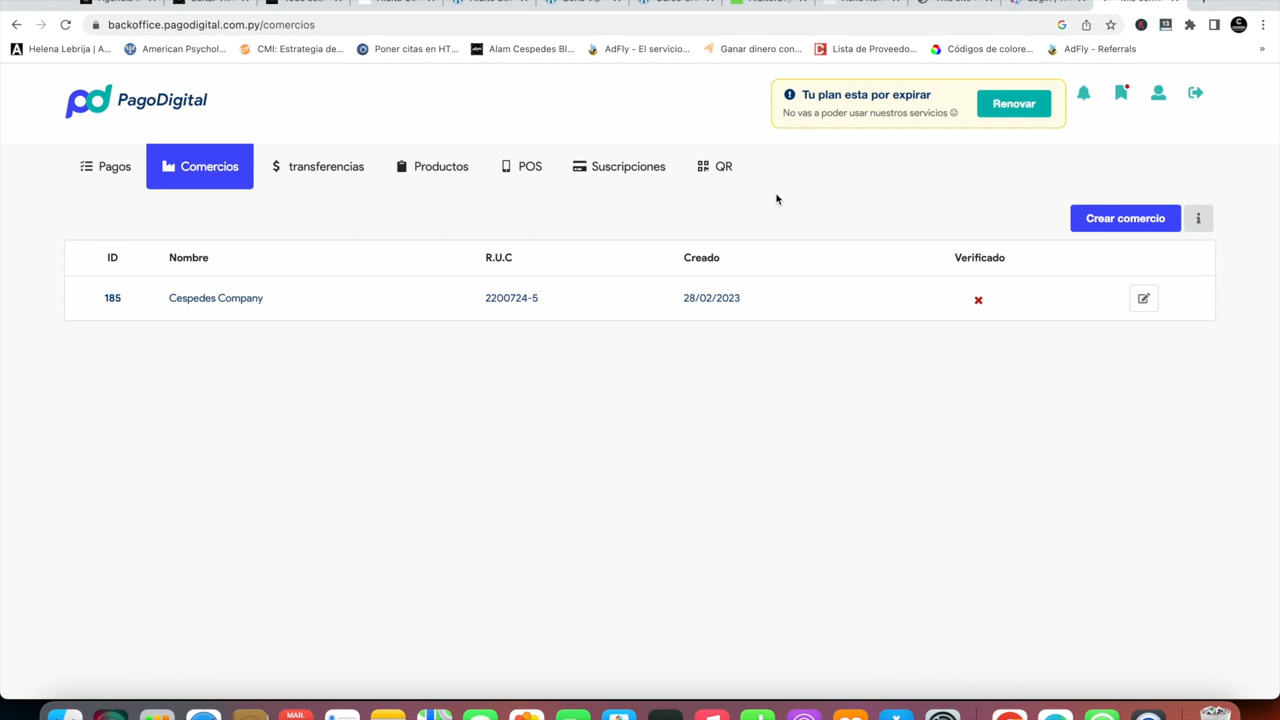 backoffice.pagodigital.com.py/comercios
Helena Lebrija | A...
American Psychol...
CMI: Estrategia de...
Poner citas en HT...
Alam Cespedes Bl...
AdFly - El servicio...
Ganar dinero con...
Lista de Proveedo...
Códigos de colore...
AdFly - Referrals
»
pd PagoDigital
Tu plan esta por expirar
No vas a poder usar nuestros servicios
Renovar
Pagos
Comercios
transferencias
Productos
POS
Suscripciones
QR
Crear comercio
ID Nombre R.U.C Creado Verificado
185 Cespedes Company 2200724-5 28/02/2023
MAR.